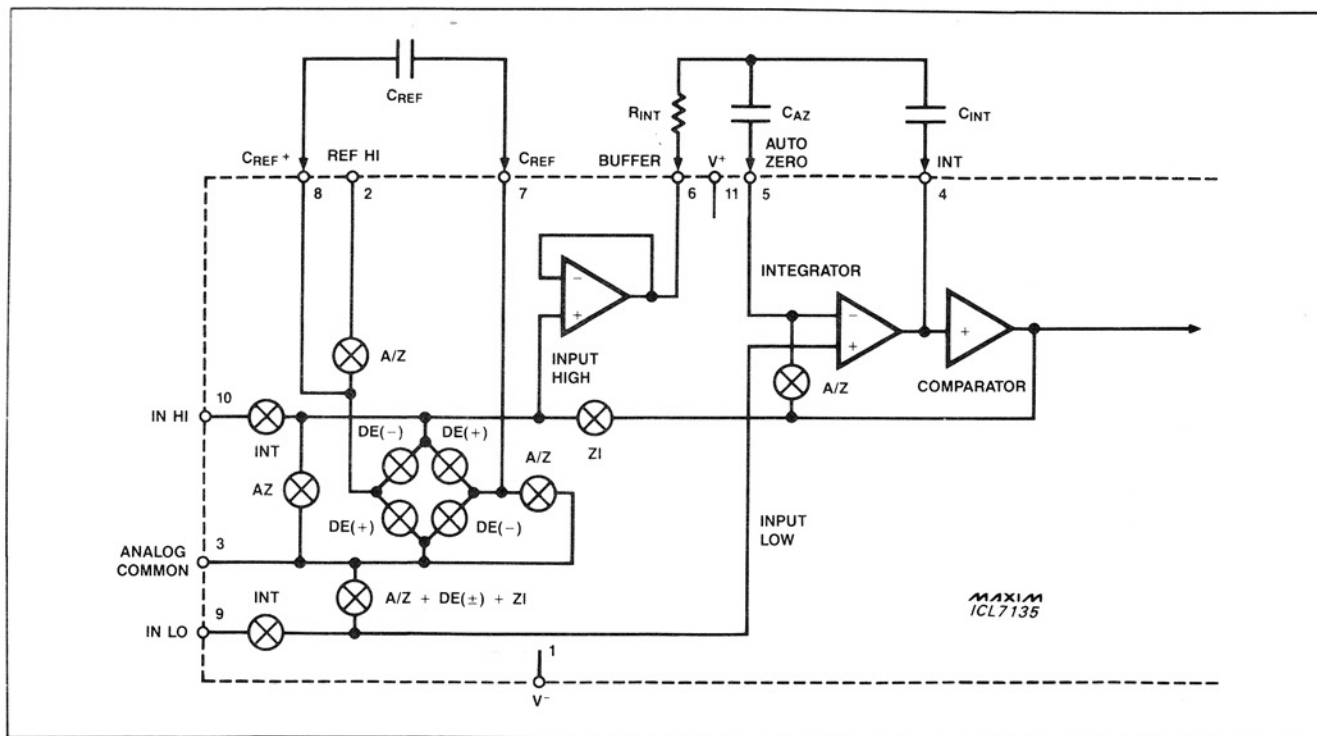 CREF
RINT
CAZ
CINT
CREF+
REF HI
CREF
BUFFER
V+
AUTO
ZERO
INT
8
2
7
6
11
5
4
INTEGRATOR
−
+
−
+
+
A/Z
INPUT
HIGH
A/Z
COMPARATOR
10
IN HI
INT
DE(−)
DE(+)
A/Z
ZI
AZ
DE(+)
DE(−)
INPUT
LOW
3
ANALOG
COMMON
9
INT
A/Z + DE(±) + ZI
IN LO
MAXIM
ICL7135
1
V−